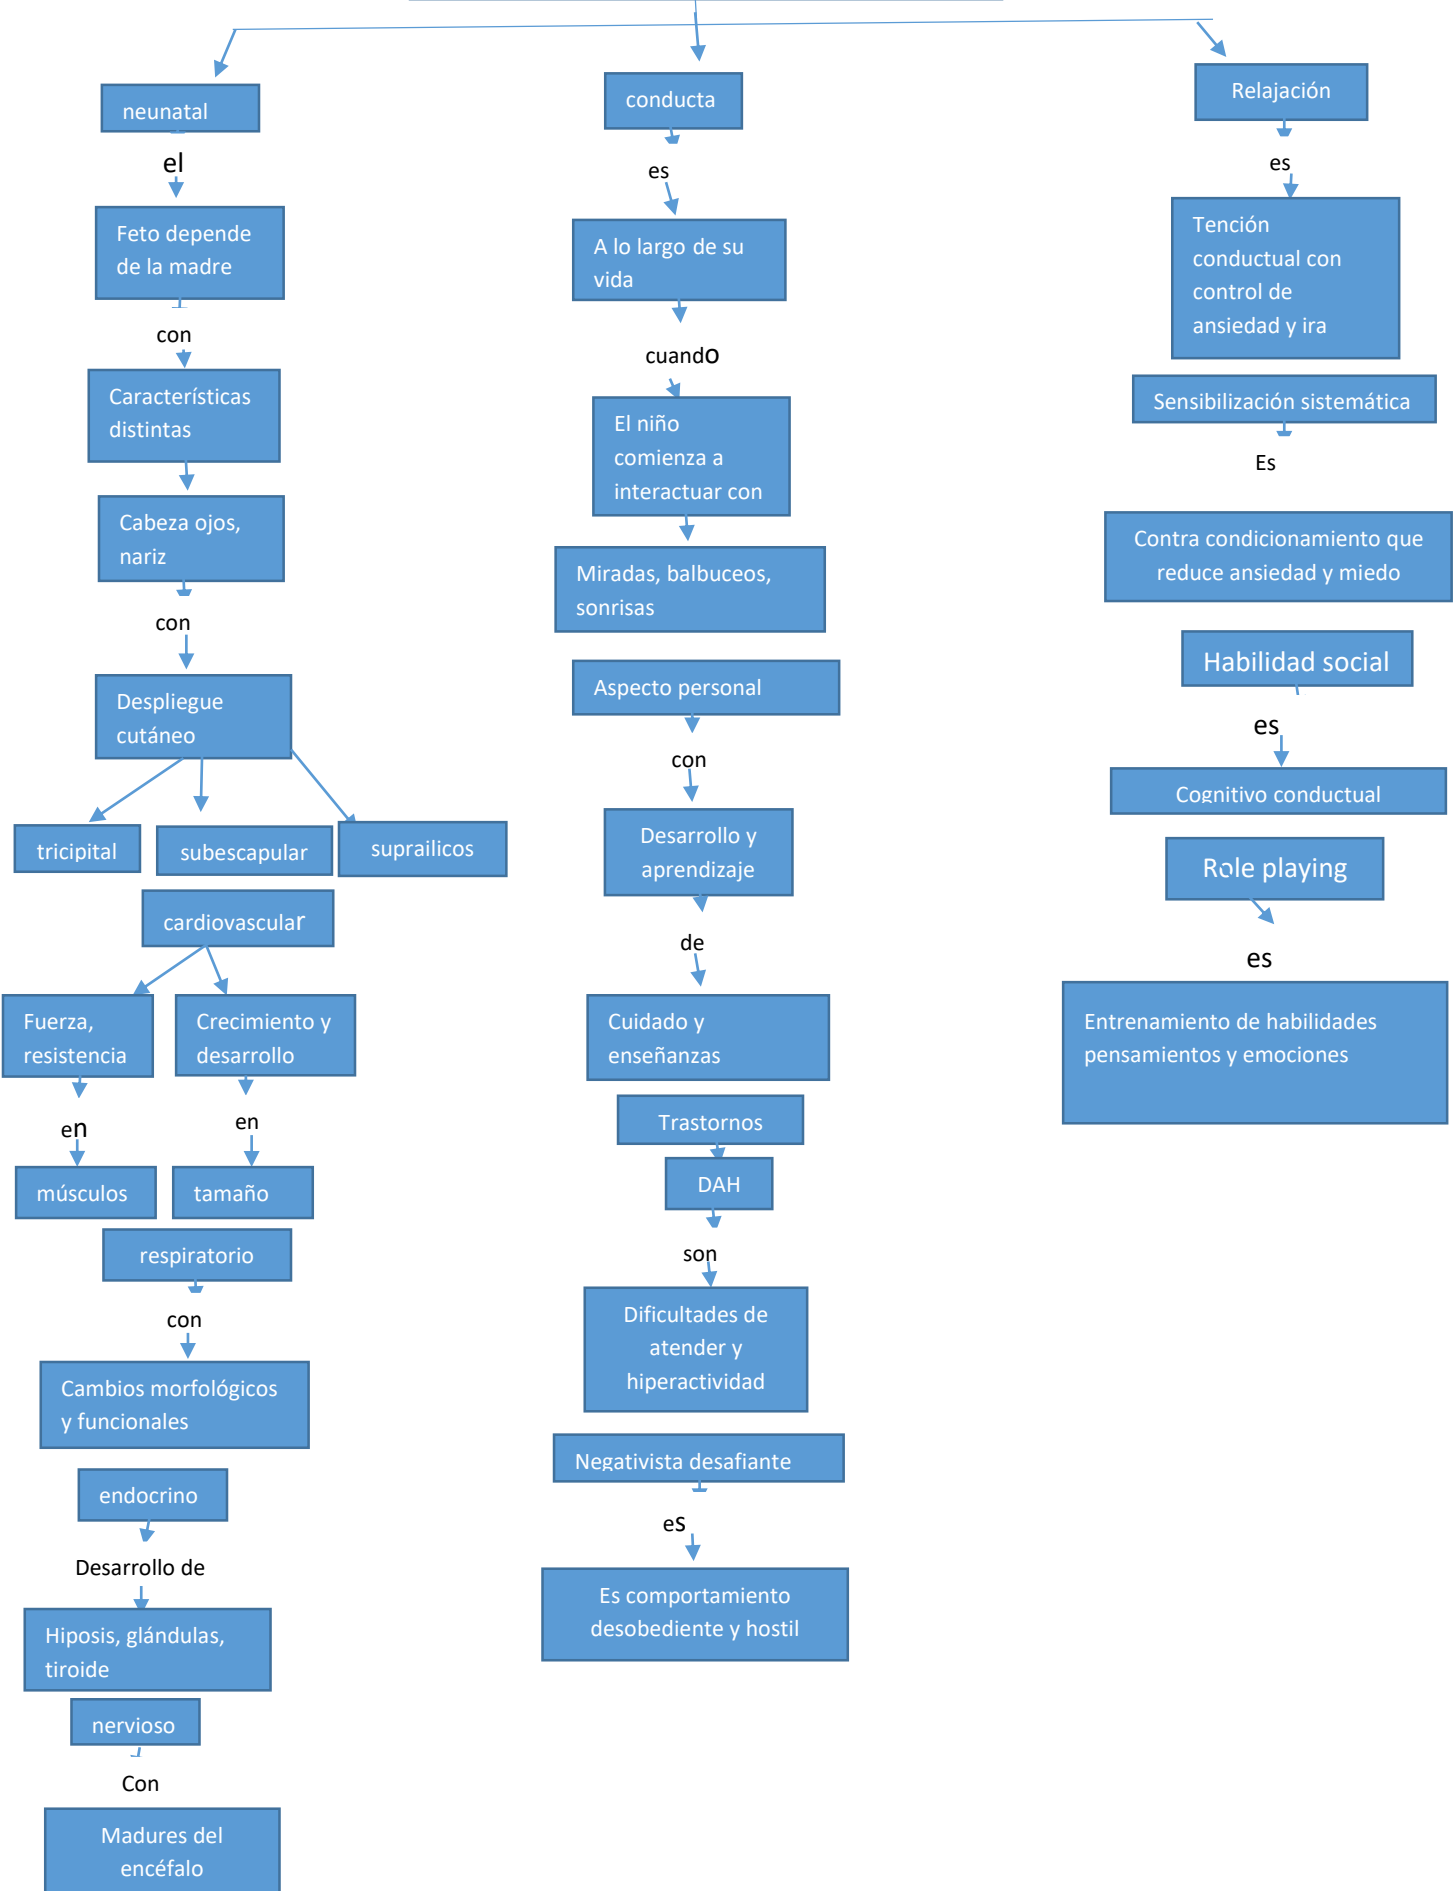 neunatal
el
Feto depende
de la madre
con
Características
distintas
Cabeza ojos,
nariz
con
Despliegue
cutáneo
tricipital
subescapular
suprailicos
cardiovascular
Fuerza,
resistencia
Crecimiento y
desarrollo
en
en
músculos
tamaño
respiratorio
con
Cambios morfológicos
y funcionales
endocrino
Desarrollo de
Hiposis, glándulas,
tiroide
nervioso
Con
Madures del
encéfalo
conducta
es
A lo largo de su
vida
cuando
El niño
comienza a
interactuar con
Miradas, balbuceos,
sonrisas
Aspecto personal
con
Desarrollo y
aprendizaje
de
Cuidado y
enseñanzas
Trastornos
DAH
son
Dificultades de
atender y
hiperactividad
Negativista desafiante
es
Es comportamiento
desobediente y hostil
Relajación
es
Tención
conductual con
control de
ansiedad y ira
Sensibilización sistemática
Es
Contra condicionamiento que
reduce ansiedad y miedo
Habilidad social
es
Cognitivo conductual
Role playing
es
Entrenamiento de habilidades
pensamientos y emociones